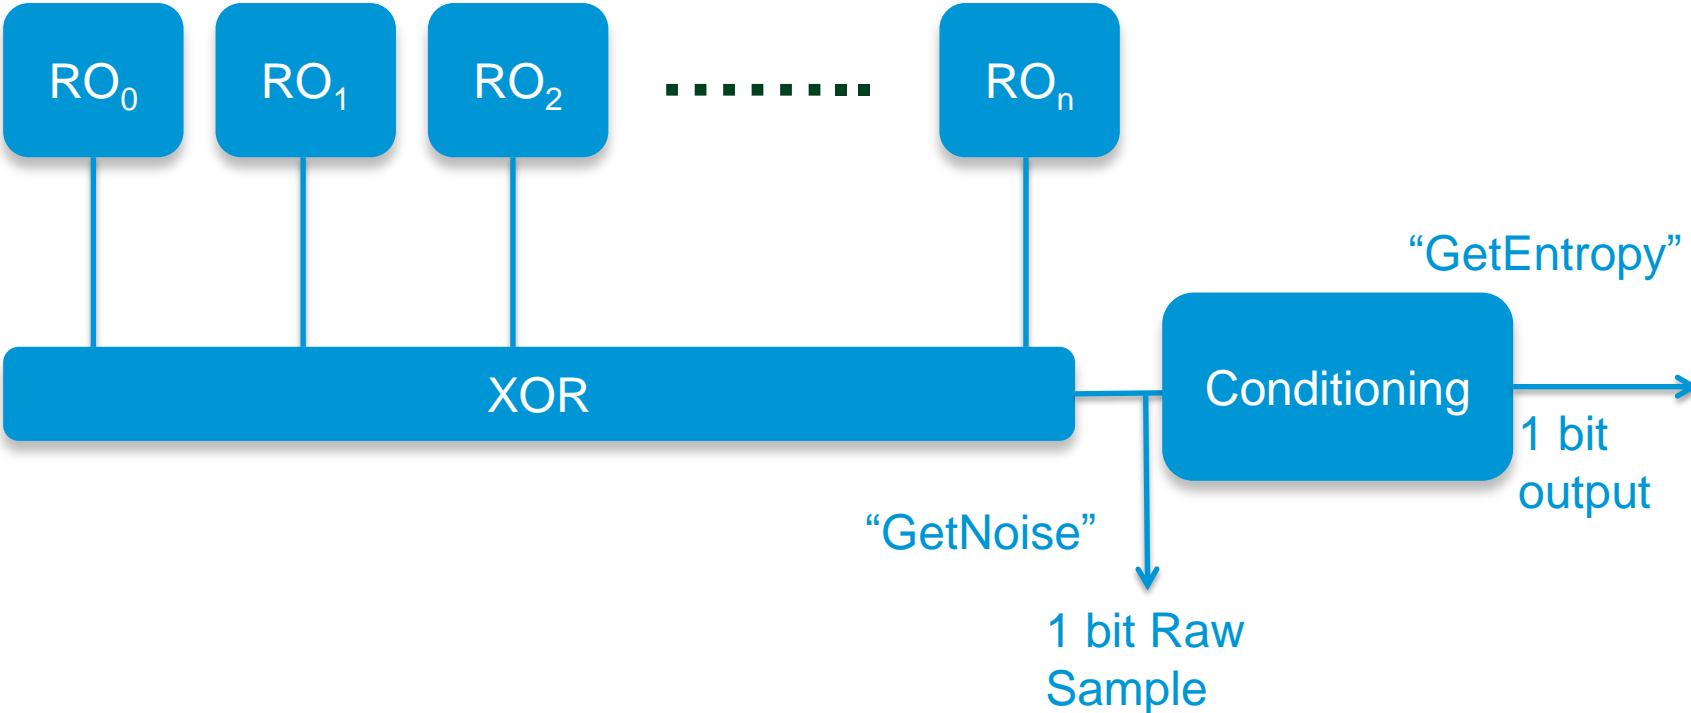 RO₀ RO₁ RO₂ ROₙ
“GetEntropy”
XOR
Conditioning
1 bit
output
“GetNoise”
1 bit Raw
Sample